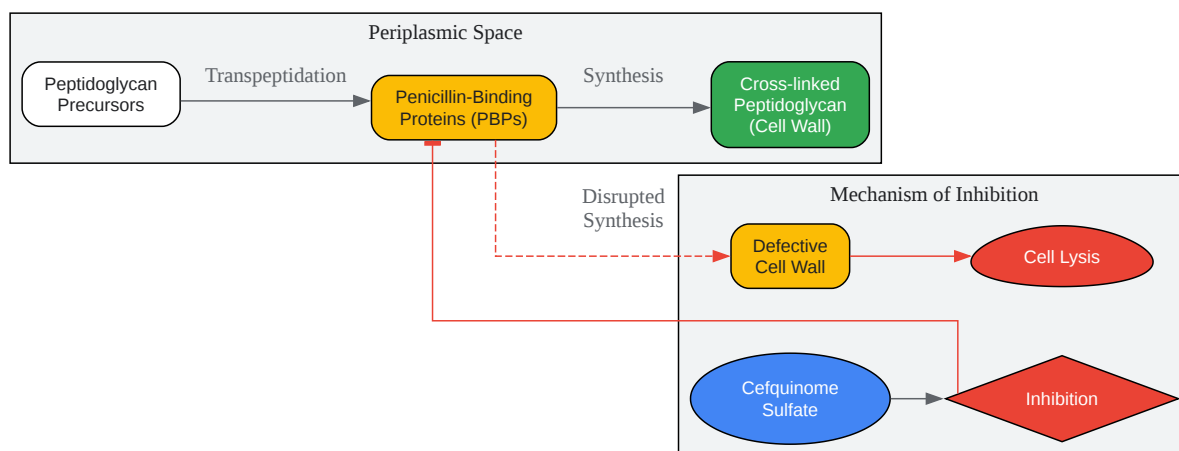 Periplasmic Space
Peptidoglycan
Precursors
Transpeptidation
Penicillin-Binding
Proteins (PBPs)
Synthesis
Cross-linked
Peptidoglycan
(Cell Wall)
Disrupted
Synthesis
Mechanism of Inhibition
Defective
Cell Wall
Cell Lysis
Cefquinome
Sulfate
Inhibition